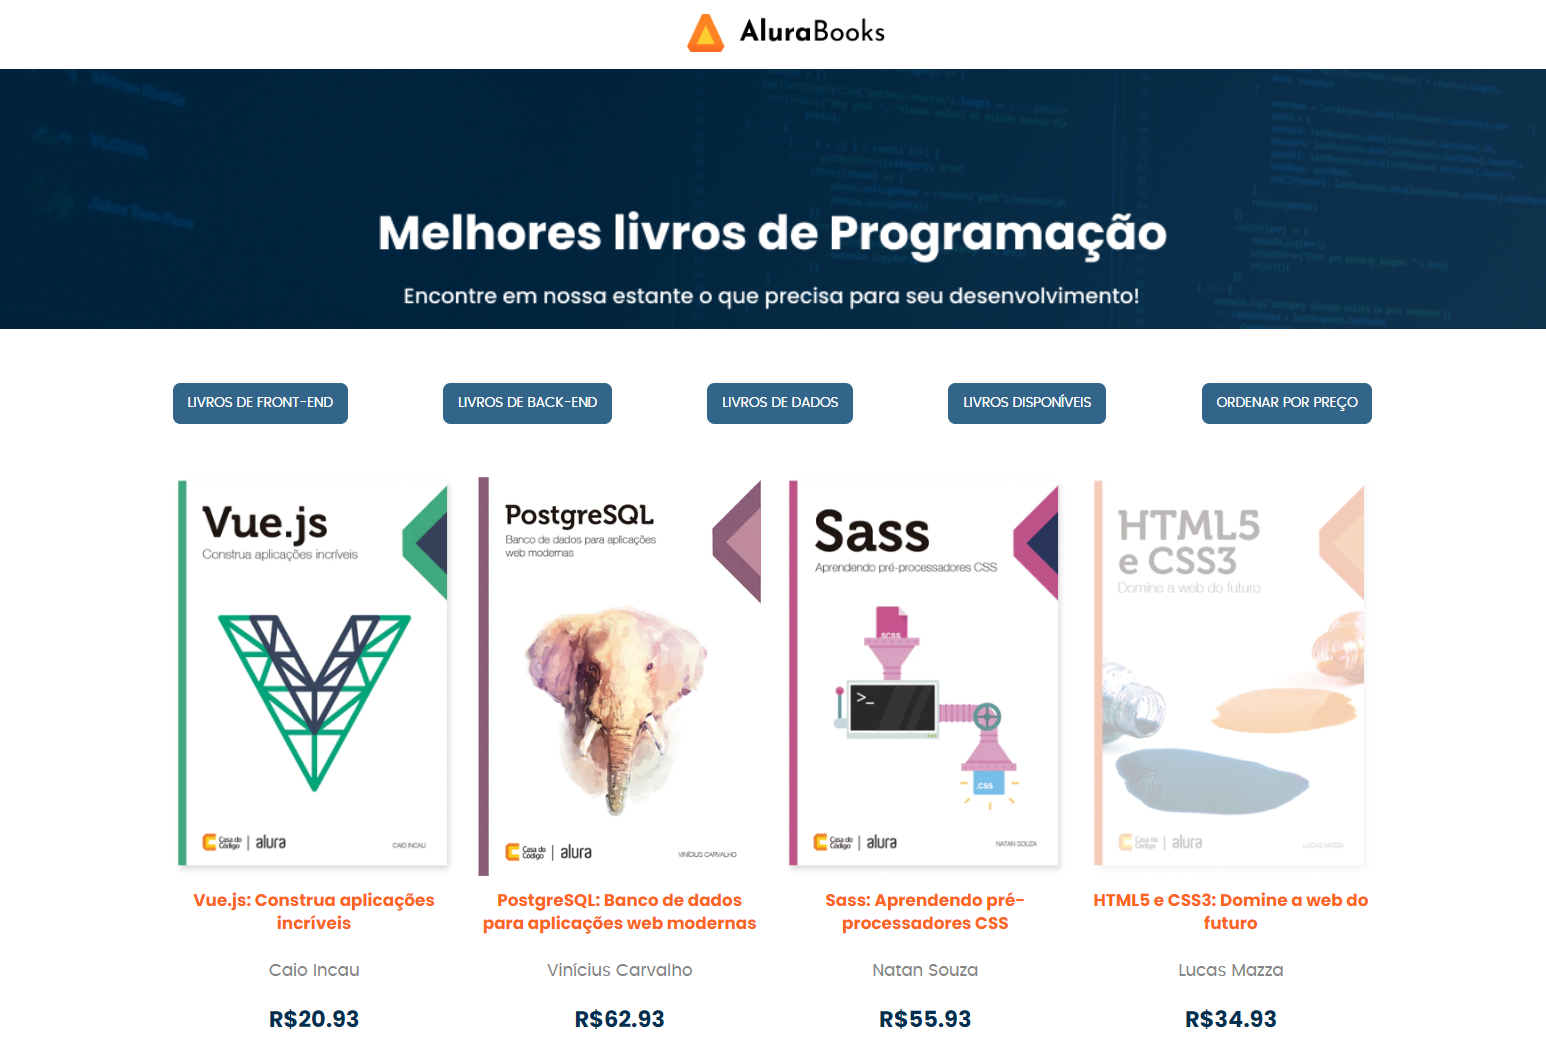 AluraBooks
Melhores livros de Programação
Encontre em nossa estante o que precisa para seu desenvolvimento!
LIVROS DE FRONT-END
LIVROS DE BACK-END
LIVROS DE DADOS
LIVROS DISPONÍVEIS
ORDENAR POR PREÇO
Vue.js
Construa aplicações incríveis
Casa do
Código
alura
CAIO INCAU
PostgreSQL
Banco de dados para aplicações
web modernas
Casa do
Código
alura
VINÍCIUS CARVALHO
Sass
Aprendendo pré-processadores CSS
SCSS
>_
.CSS
Casa do
Código
alura
NATAN SOUZA
HTML5
e CSS3
Domine a web do futuro
Casa do
Código
alura
LUCAS MAZZA
Vue.js: Construa aplicações
incríveis
Caio Incau
R$20.93
PostgreSQL: Banco de dados
para aplicações web modernas
Vinícius Carvalho
R$62.93
Sass: Aprendendo pré-
processadores CSS
Natan Souza
R$55.93
HTML5 e CSS3: Domine a web do
futuro
Lucas Mazza
R$34.93